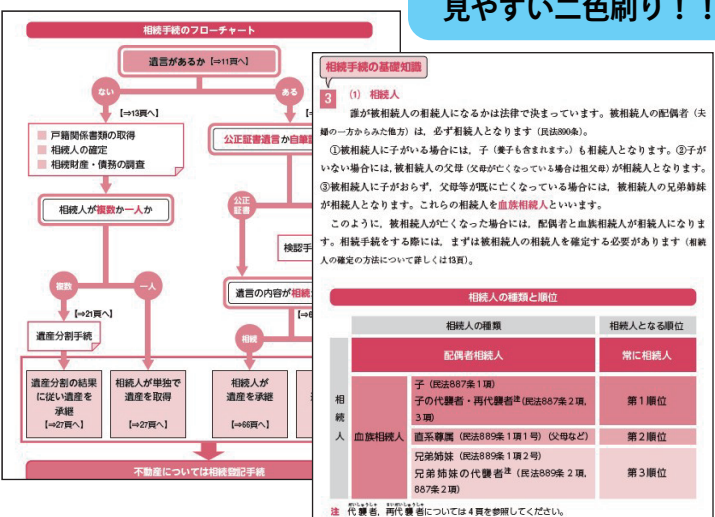 見やすい二色刷り！！
相続手続のフローチャート
遺言があるか【⇒11頁へ】
ない
ある
【⇒13頁へ】
戸籍関係書類の取得
相続人の確定
相続財産・債務の調査
公正証書遺言か自筆
相続人が複数か一人か
公正
証書
検認手
複数
一人
遺言の内容が相続
【⇒21頁へ】
遺産分割手続
相続
遺産分割の結果
に従い遺産を
承継
【⇒27頁へ】
相続人が単独で
遺産を取得
【⇒27頁へ】
相続人が
遺産を承継
【⇒66頁へ】
不動産については相続登記手続
相続手続の基礎知識
3 (1) 相続人
誰が被相続人の相続人になるかは法律で決まっています。被相続人の配偶者（夫
婦の一方からみた他方）は，必ず相続人となります（民法890条）。
①被相続人に子がいる場合には，子（養子も含まれます。）も相続人となります。②子が
いない場合には，被相続人の父母（父母が亡くなっている場合は祖父母）が相続人となります。
③被相続人に子がおらず，父母等が既に亡くなっている場合には，被相続人の兄弟姉妹
が相続人となります。これらの相続人を血族相続人といいます。
このように，被相続人が亡くなった場合には，配偶者と血族相続人が相続人になりま
す。相続手続をする際には，まずは被相続人の相続人を確定する必要があります（相続
人の確定の方法について詳しくは13頁）。
相続人の種類と順位
相続人の種類 相続人となる順位
相続人
配偶者相続人 常に相続人
血族相続人
子（民法887条1項）
子の代襲者・再代襲者注（民法887条2項，
3項）
第1順位
直系尊属（民法889条1項1号）（父母など） 第2順位
兄弟姉妹（民法889条1項2号）
兄弟姉妹の代襲者注（民法889条2項，
887条2項）
第3順位
注 代襲者，再代襲者については4頁を参照してください。